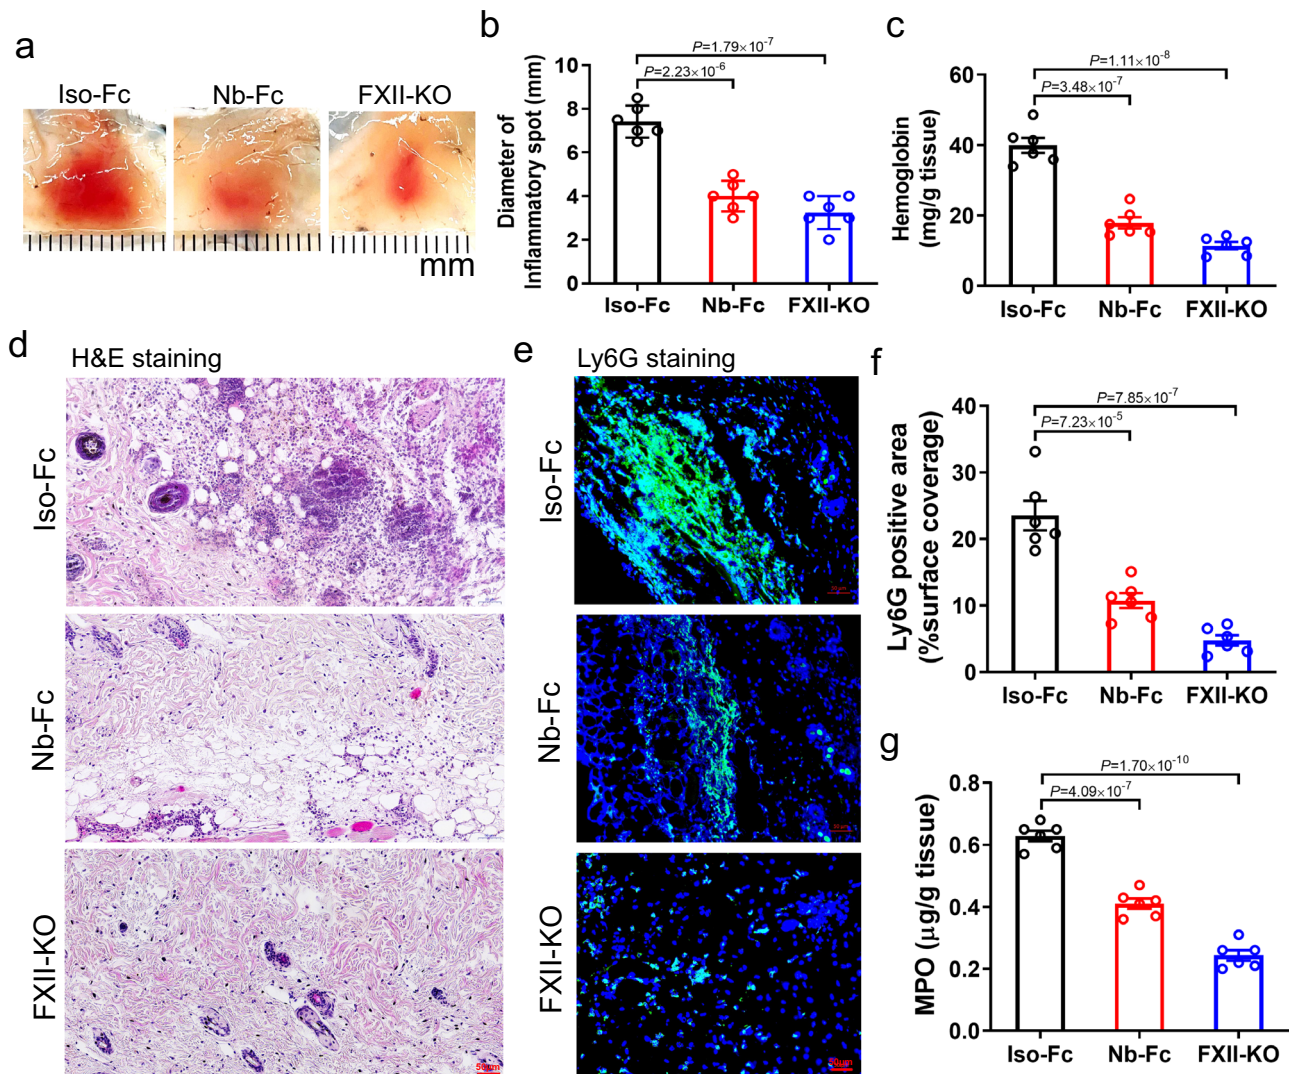 a
Iso-Fc
Nb-Fc
FXII-KO
mm
b
Diameter of
Inflammatory spot (mm)
P=1.79×10-7
P=2.23×10-6
10
8
6
4
2
0
Iso-Fc
Nb-Fc
FXII-KO
c
Hemoglobin
(mg/g tissue)
P=1.11×10-8
P=3.48×10-7
60
40
20
0
Iso-Fc
Nb-Fc
FXII-KO
d
H&E staining
Iso-Fc
Nb-Fc
FXII-KO
50μm
e
Ly6G staining
Iso-Fc
Nb-Fc
FXII-KO
50μm
f
Ly6G positive area
(%surface coverage)
P=7.85×10-7
P=7.23×10-5
40
30
20
10
0
Iso-Fc
Nb-Fc
FXII-KO
g
MPO (μg/g tissue)
P=1.70×10-10
P=4.09×10-7
0.8
0.6
0.4
0.2
0.0
Iso-Fc
Nb-Fc
FXII-KO